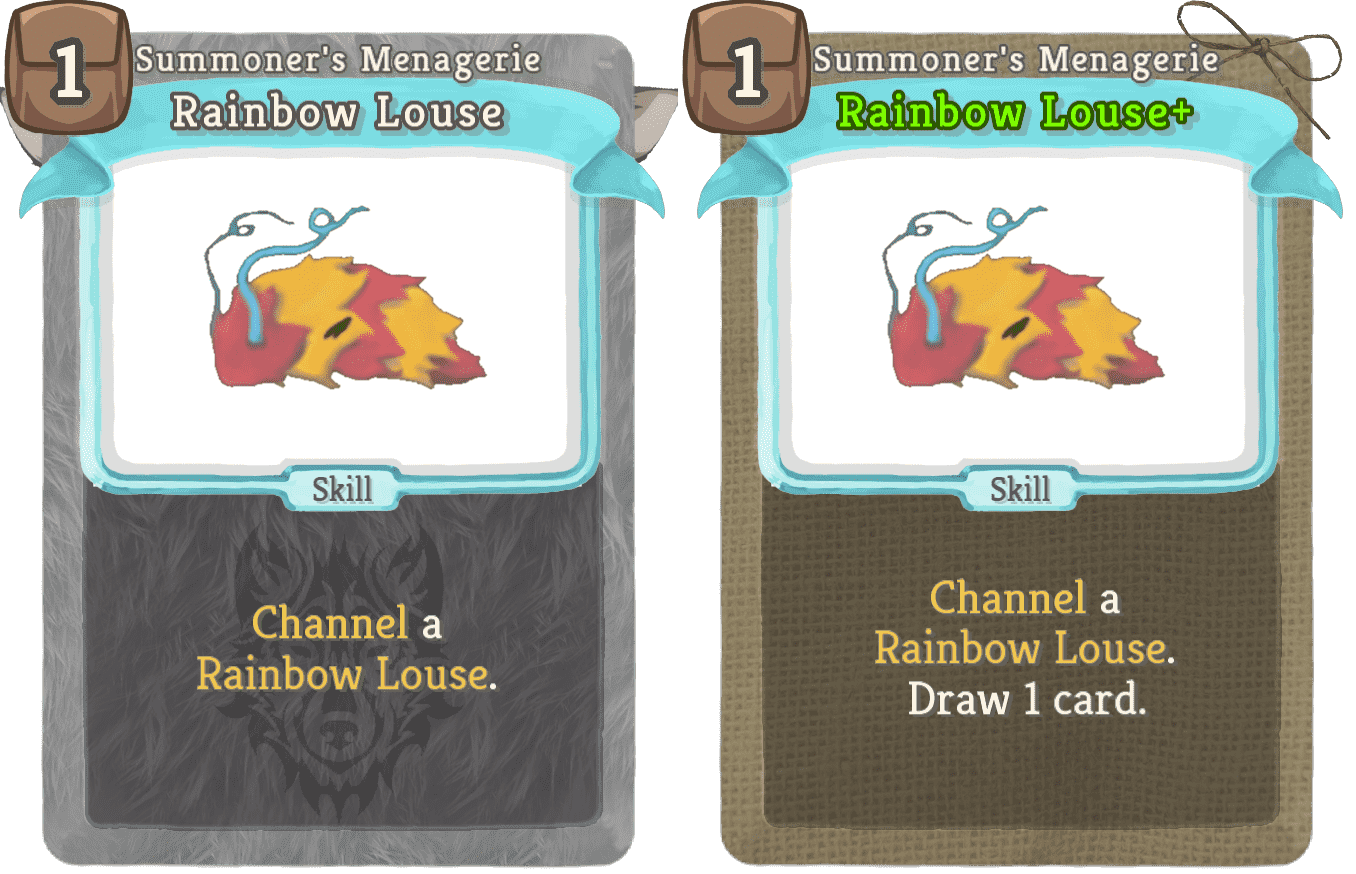 1
Summoner's Menagerie
Rainbow Louse
Skill
Channel a
Rainbow Louse.
1
Summoner's Menagerie
Rainbow Louse+
Skill
Channel a
Rainbow Louse.
Draw 1 card.